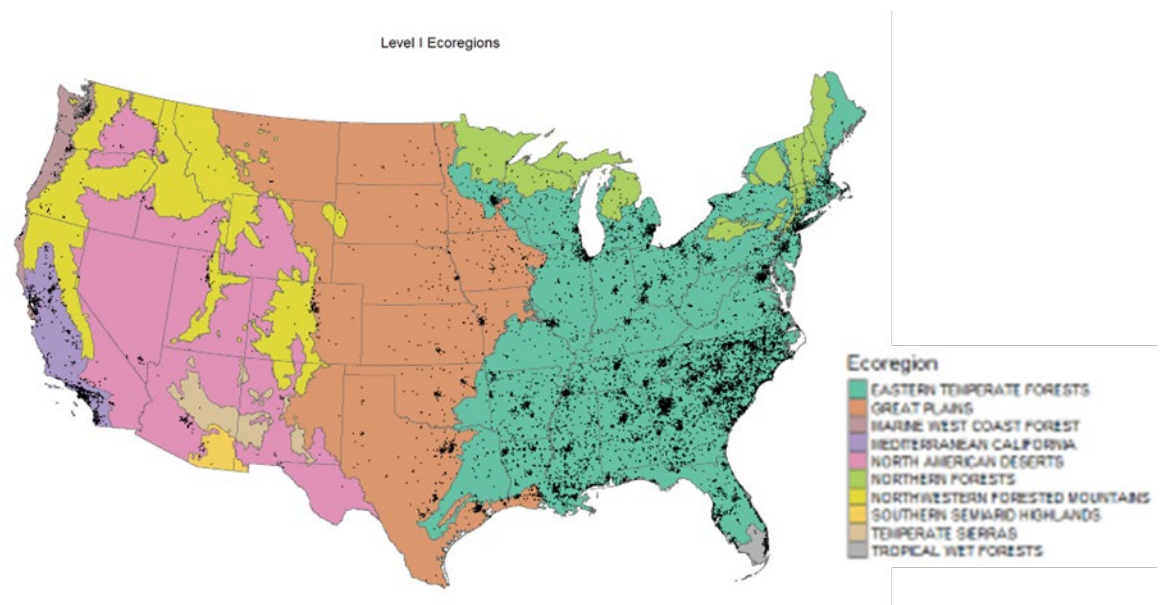 Level I Ecoregions
Ecoregion
EASTERN TEMPERATE FORESTS
GREAT PLAINS
MARINE WEST COAST FOREST
MEDITERRANEAN CALIFORNIA
NORTH AMERICAN DESERTS
NORTHERN FORESTS
NORTHWESTERN FORESTED MOUNTAINS
SOUTHERN SEMIARID HIGHLANDS
TEMPERATE SIERRAS
TROPICAL WET FORESTS